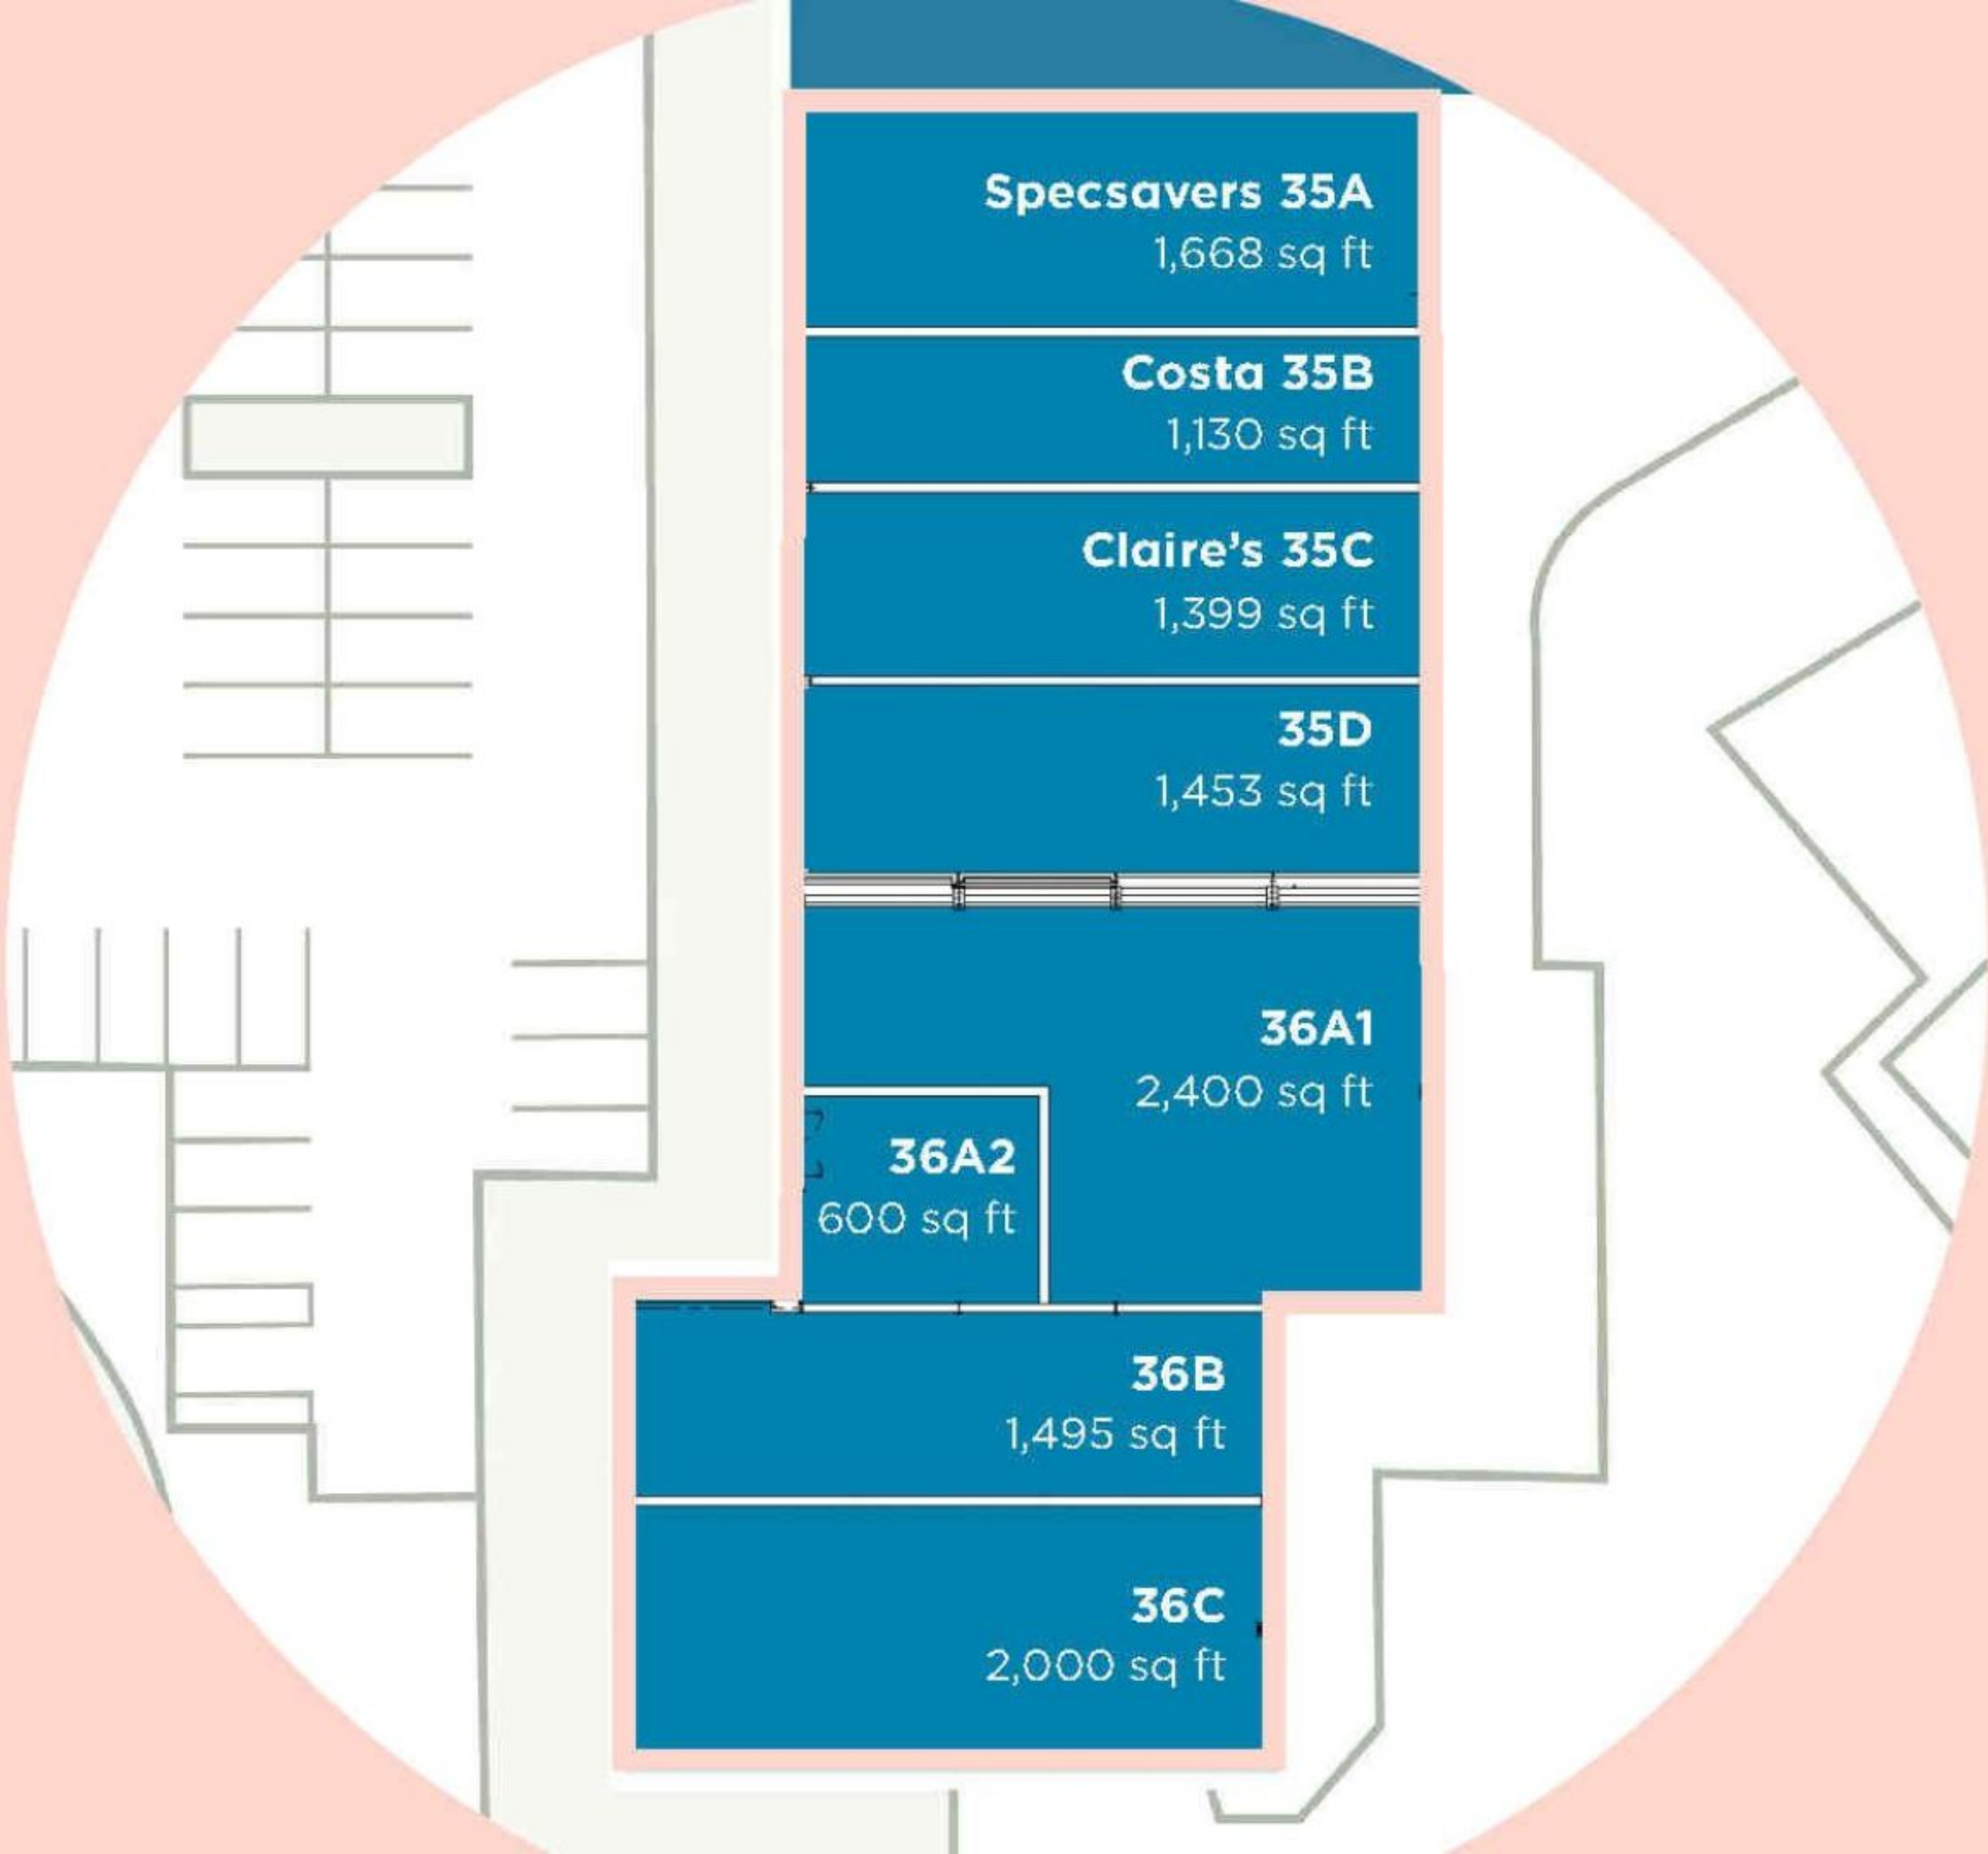 Specsavers 35A
1,668 sq ft
Costa 35B
1,130 sq ft
Claire's 35C
1,399 sq ft
35D
1,453 sq ft
36A1
2,400 sq ft
36A2
600 sq ft
36B
1,495 sq ft
36C
2,000 sq ft